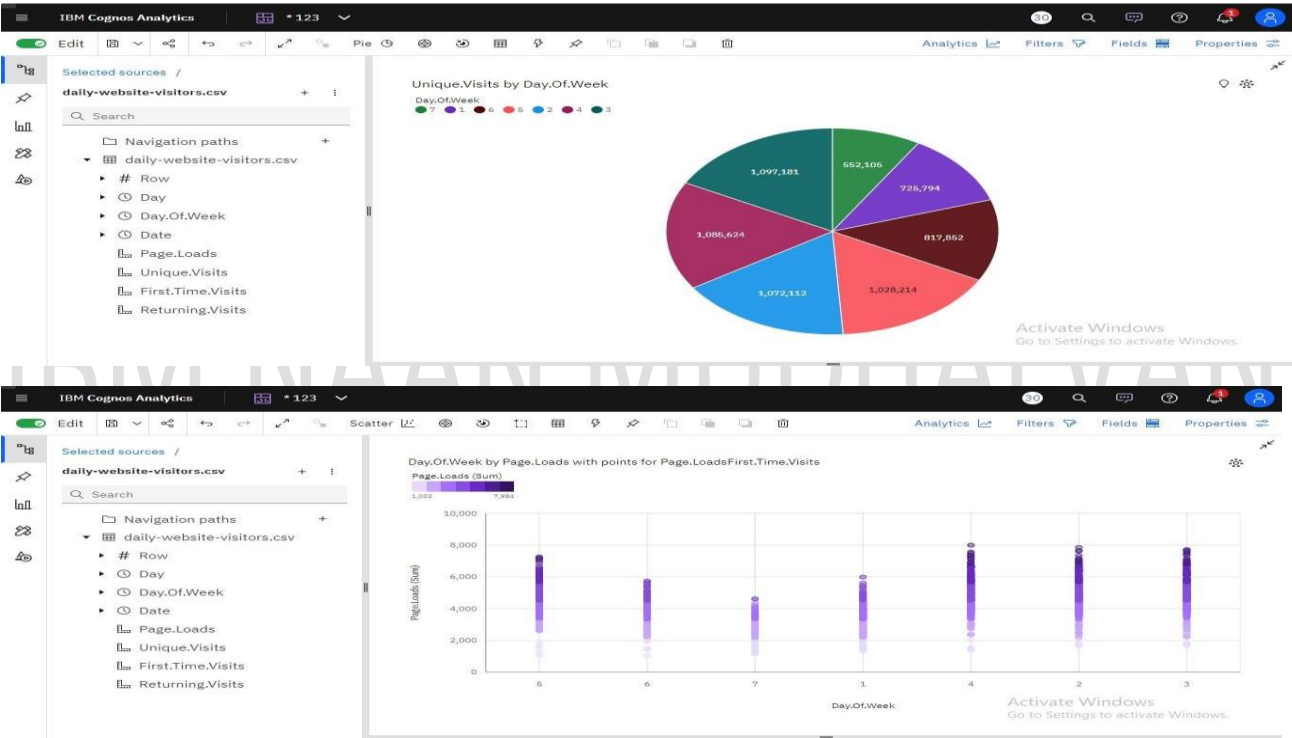 IBM Cognos Analytics * 123 30 1
Edit Pie Analytics Filters Fields Properties
Selected sources /
daily-website-visitors.csv +
Search
Navigation paths +
daily-website-visitors.csv
# Row
Day
Day.Of.Week
Date
Page.Loads
Unique.Visits
First.Time.Visits
Returning.Visits
Unique.Visits by Day.Of.Week
Day.Of.Week
7 1 6 5 2 4 3
552,105
725,794
817,852
1,028,214
1,072,112
1,085,624
1,097,181
Activate Windows
Go to Settings to activate Windows.
IBM NAAN MUDHALVAN
IBM Cognos Analytics * 123 30
Edit Scatter Analytics Filters Fields Properties
Selected sources /
daily-website-visitors.csv +
Search
Navigation paths +
daily-website-visitors.csv
# Row
Day
Day.Of.Week
Date
Page.Loads
Unique.Visits
First.Time.Visits
Returning.Visits
Day.Of.Week by Page.Loads with points for Page.LoadsFirst.Time.Visits
Page.Loads (Sum)
1,002 7,984
10,000
8,000
6,000
4,000
2,000
0
Page.Loads (Sum)
5 6 7 1 4 2 3
Day.Of.Week
Activate Windows
Go to Settings to activate Windows.